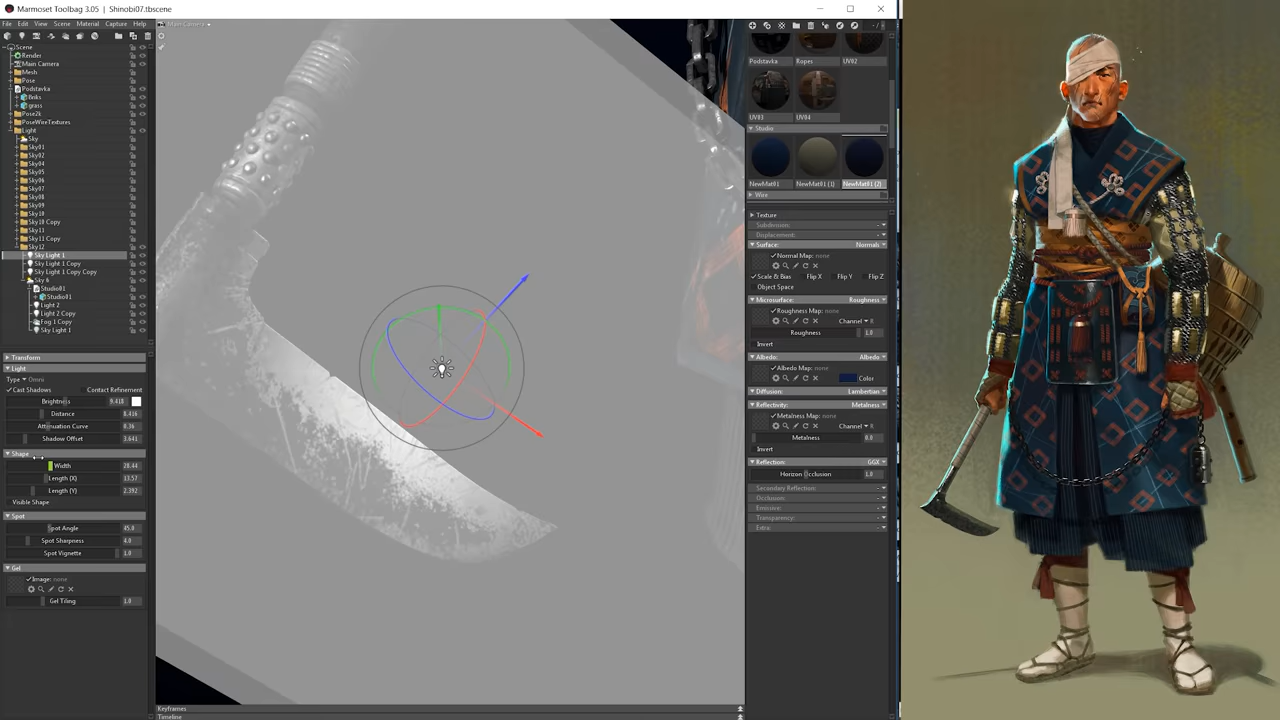 Marmoset Toolbag 3.05 | Shinobi07.tbscene
File Edit View Scene Material Capture Help
Main Camera
Scene
Render
Main Camera
Mesh
Pose
Podstavka
Briks
grass
Pose2k
PoseWireTextures
Light
Sky
Sky01
Sky02
Sky04
Sky05
Sky06
Sky07
Sky08
Sky09
Sky10
Sky10 Copy
Sky11
Sky11 Copy
Sky12
Sky Light 1
Sky Light 1 Copy
Sky Light 1 Copy Copy
Sky 6
Studio01
Studio01
Light 2
Light 2 Copy
Fog 1 Copy
Sky Light 1
Transform
Light
Type Omni
Cast Shadows Contact Refinement
Brightness 9.418
Distance 8.416
Attenuation Curve 0.36
Shadow Offset 3.641
Shape
Width 28.44
Length (X) 13.57
Length (Y) 2.392
Visible Shape
Spot
Spot Angle 45.0
Spot Sharpness 4.0
Spot Vignette 1.0
Gel
Image: none
Gel Tiling 1.0
Keyframes
Timeline
Podstavka Ropes UV02
UV03 UV04
Studio
NewMat01 NewMat01 (1) NewMat01 (2)
Wire
Texture
Subdivision:
Displacement:
Surface: Normals
Normal Map: none
Scale & Bias Flip X Flip Y Flip Z
Object Space
Microsurface: Roughness
Roughness Map: none
Channel R
Roughness 1.0
Invert
Albedo: Albedo
Albedo Map: none
Color
Diffusion: Lambertian
Reflectivity: Metalness
Metalness Map: none
Channel R
Metalness 0.0
Invert
Reflection: GGX
Horizon Occlusion 1.0
Secondary Reflection:
Occlusion:
Emissive:
Transparency:
Extra: